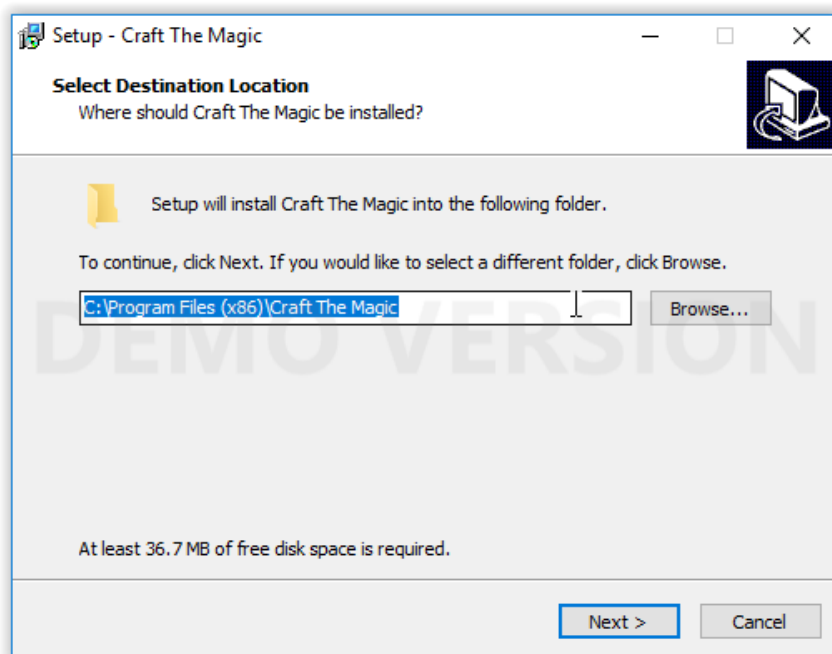 Setup - Craft The Magic
Select Destination Location
Where should Craft The Magic be installed?
Setup will install Craft The Magic into the following folder.
To continue, click Next. If you would like to select a different folder, click Browse.
C:\Program Files (x86)\Craft The Magic
Browse...
DEMO VERSION
At least 36.7 MB of free disk space is required.
Next >
Cancel